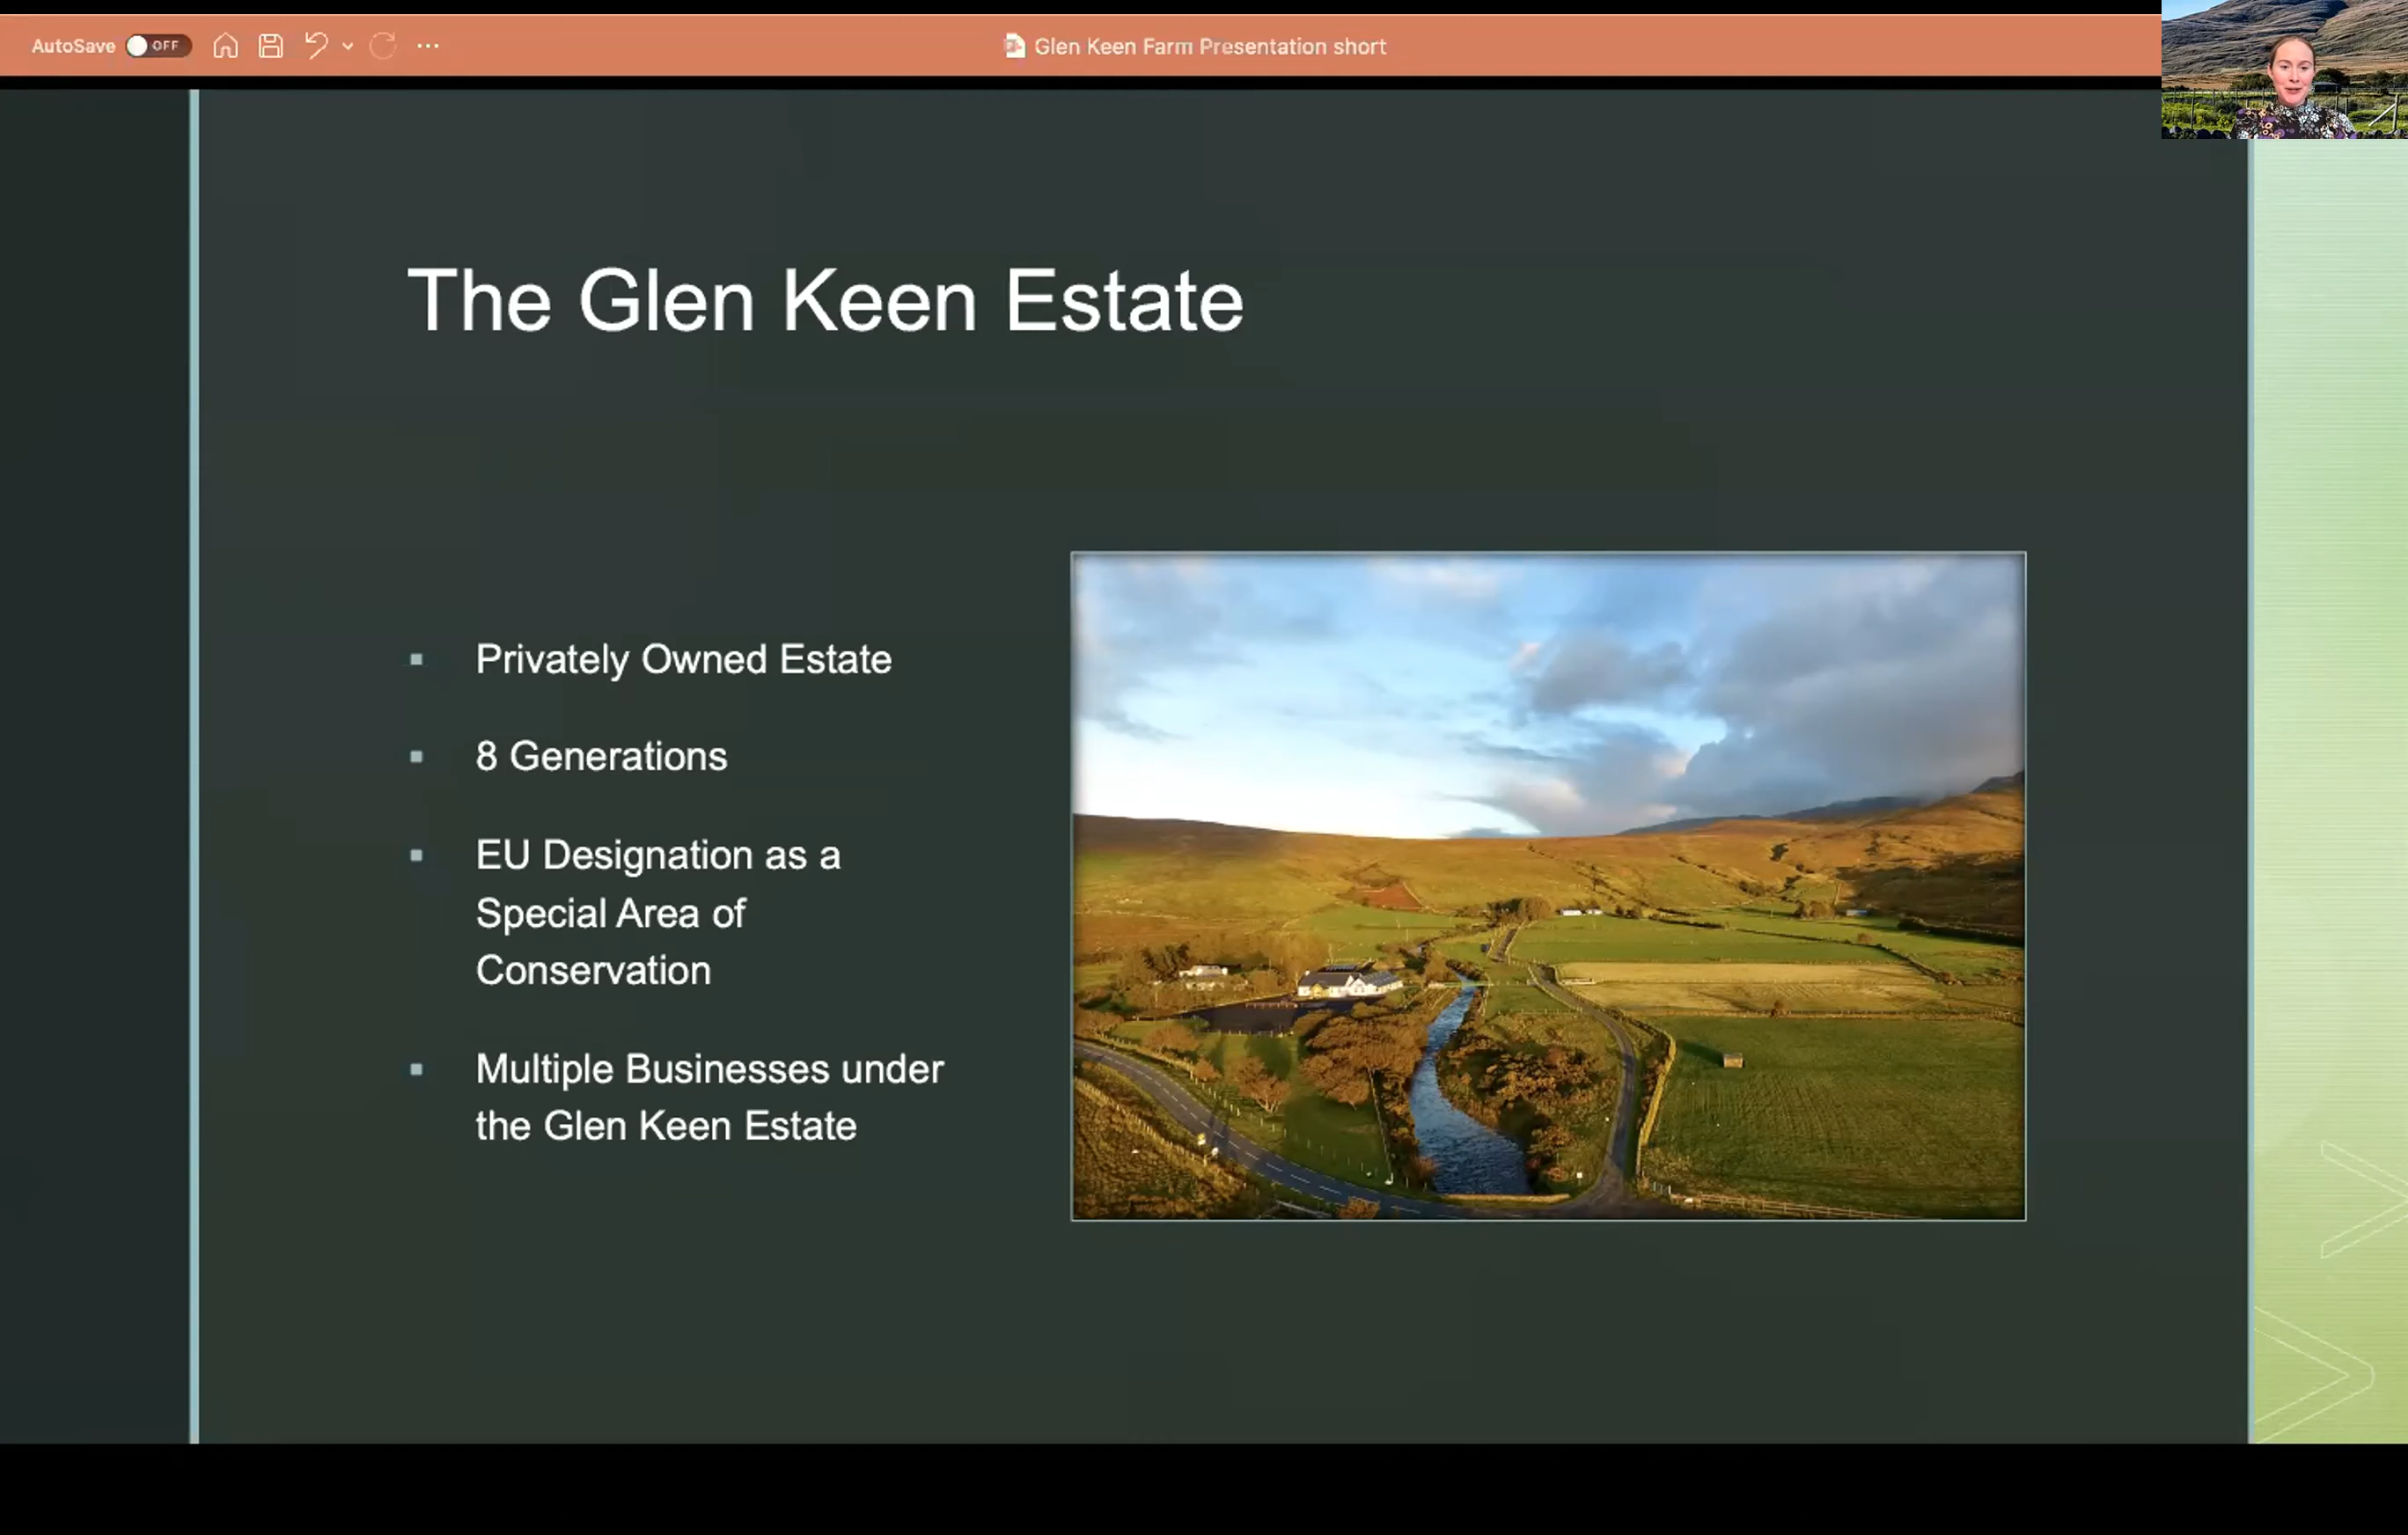 AutoSave OFF
Glen Keen Farm Presentation short
The Glen Keen Estate
Privately Owned Estate
8 Generations
EU Designation as a
Special Area of
Conservation
Multiple Businesses under
the Glen Keen Estate